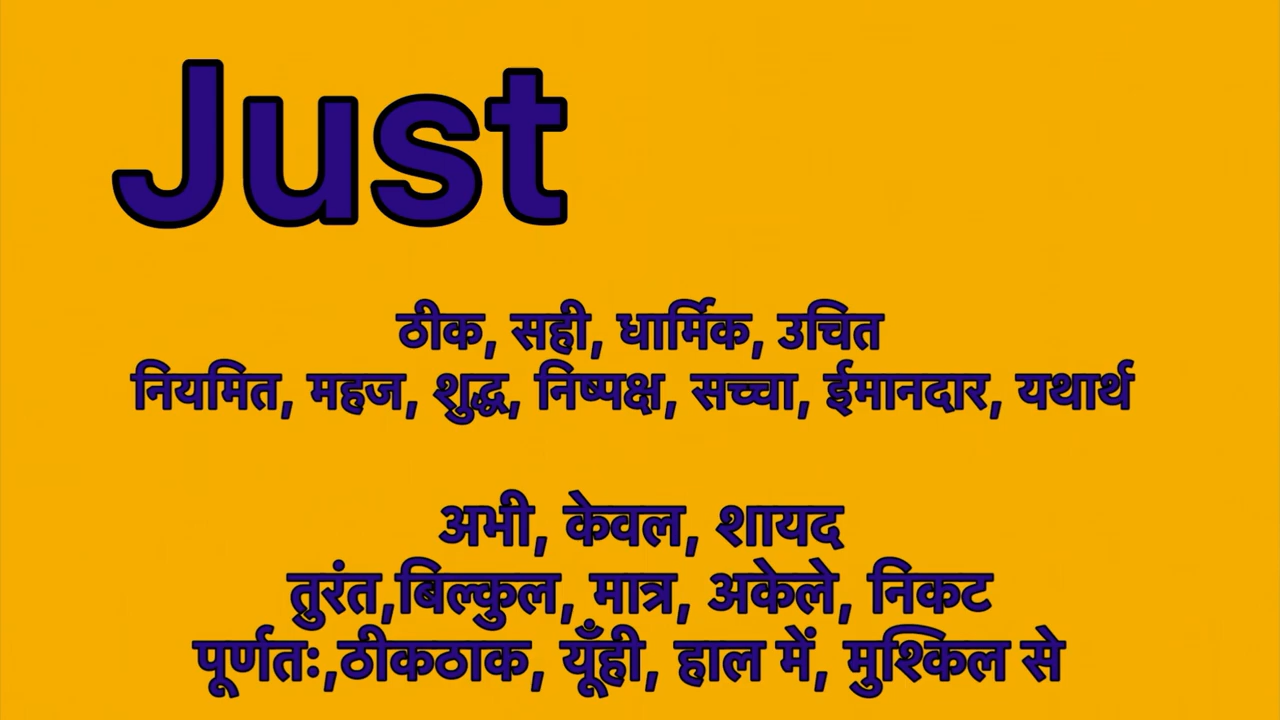 Just
ठीक, सही, धार्मिक, उचित
नियमित, महज, शुद्ध, निष्पक्ष, सच्चा, ईमानदार, यथार्थ
अभी, केवल, शायद
तुरंत,बिल्कुल, मात्र, अकेले, निकट
पूर्णतः,ठीकठाक, यूँही, हाल में, मुश्किल से